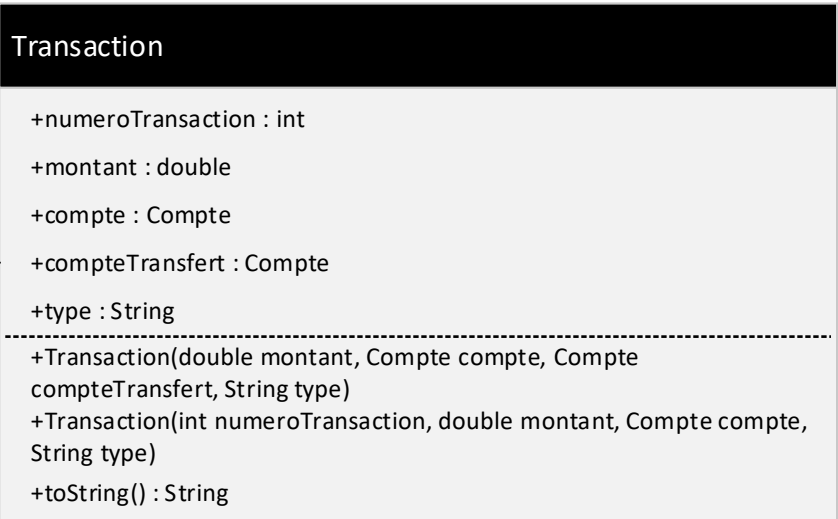 Transaction
+numeroTransaction : int
+montant : double
+compte : Compte
+compteTransfert : Compte
+type : String
+Transaction(double montant, Compte compte, Compte
compteTransfert, String type)
+Transaction(int numeroTransaction, double montant, Compte compte,
String type)
+toString() : String